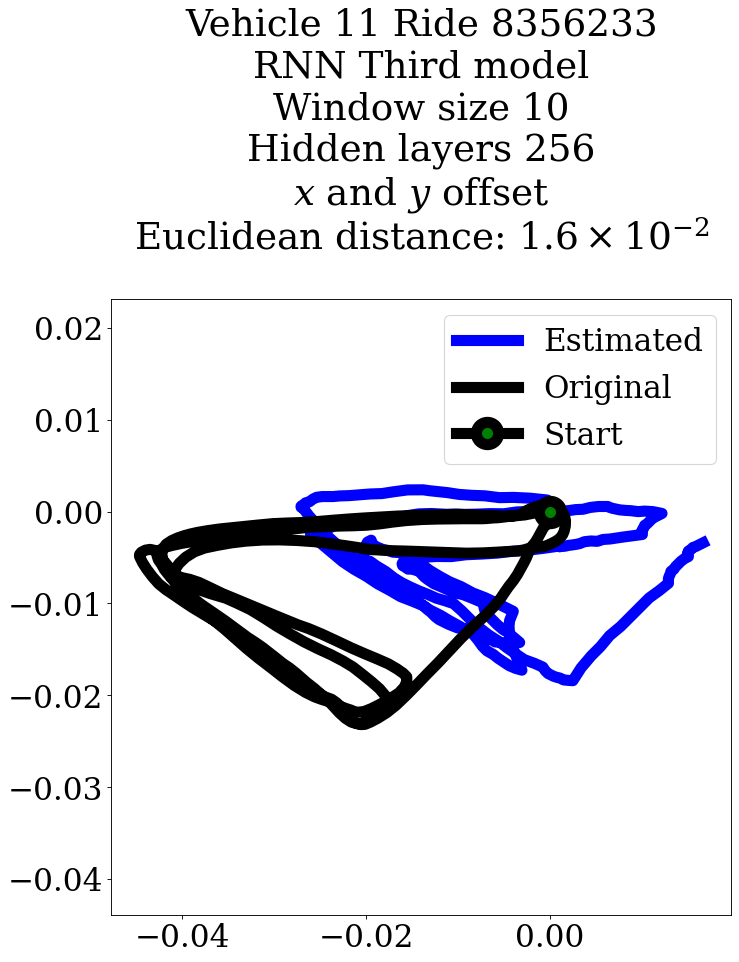 Vehicle 11 Ride 8356233
RNN Third model
Window size 10
Hidden layers 256
x and y offset
Euclidean distance: 1.6 × 10⁻²
Estimated
Original
Start
0.02
0.01
0.00
−0.01
−0.02
−0.03
−0.04
−0.04
−0.02
0.00